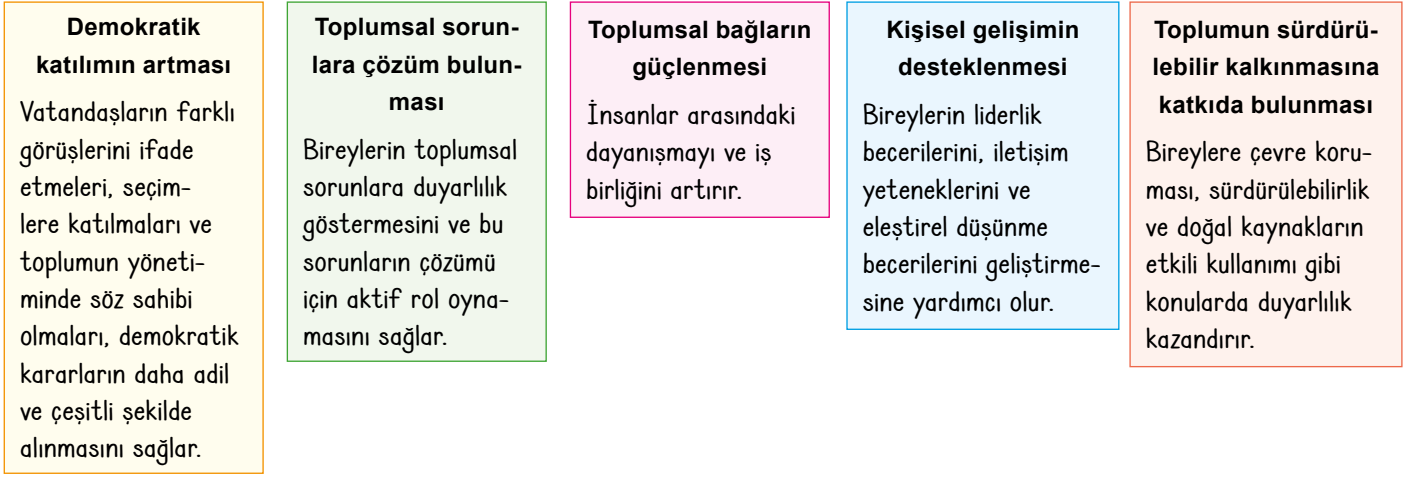 Demokratik
katılımın artması
Vatandaşların farklı
görüşlerini ifade
etmeleri, seçim-
lere katılmaları ve
toplumun yöneti-
minde söz sahibi
olmaları, demokratik
kararların daha adil
ve çeşitli şekilde
alınmasını sağlar.
Toplumsal sorun-
lara çözüm bulun-
ması
Bireylerin toplumsal
sorunlara duyarlılık
göstermesini ve bu
sorunların çözümü
için aktif rol oyna-
masını sağlar.
Toplumsal bağların
güçlenmesi
İnsanlar arasındaki
dayanışmayı ve iş
birliğini artırır.
Kişisel gelişimin
desteklenmesi
Bireylerin liderlik
becerilerini, iletişim
yeteneklerini ve
eleştirel düşünme
becerilerini geliştirme-
sine yardımcı olur.
Toplumun sürdürü-
lebilir kalkınmasına
katkıda bulunması
Bireylere çevre koru-
ması, sürdürülebilirlik
ve doğal kaynakların
etkili kullanımı gibi
konularda duyarlılık
kazandırır.